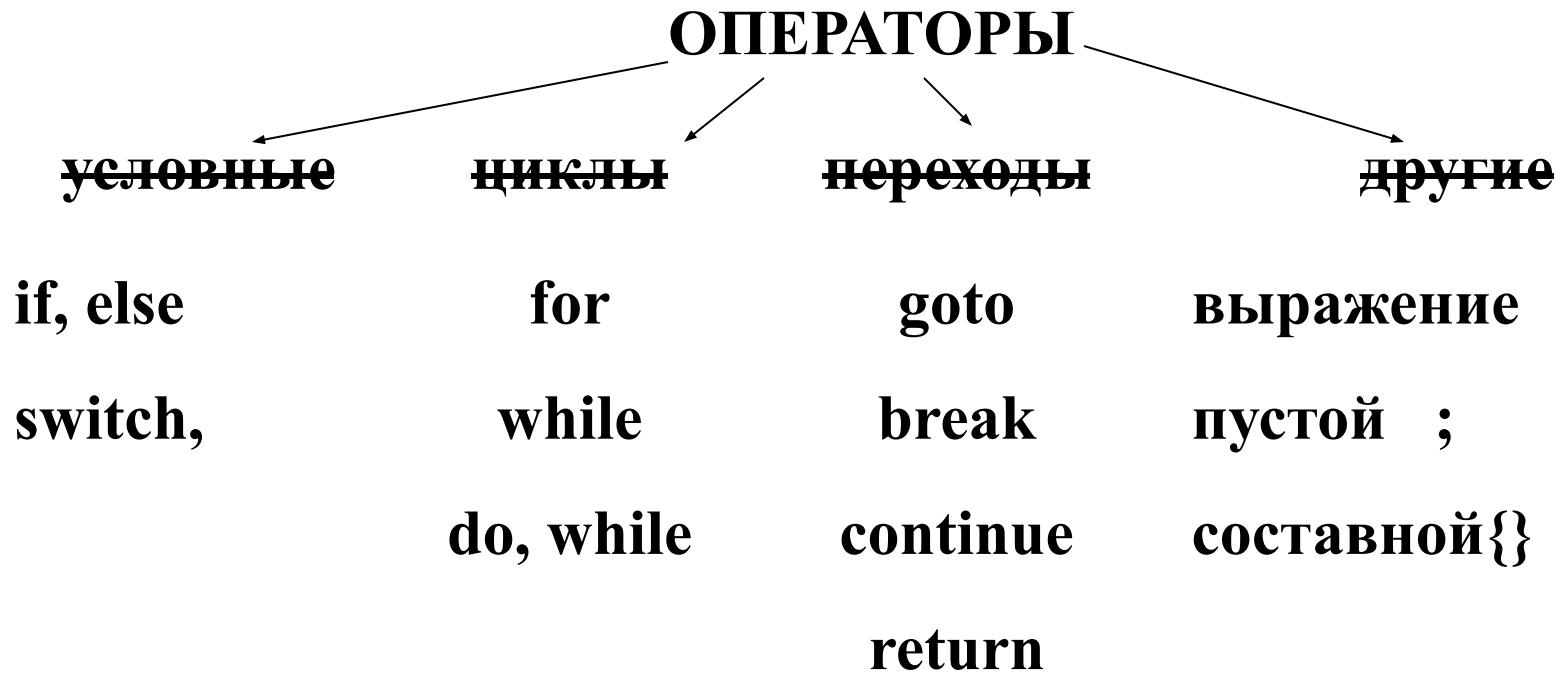 ОПЕРАТОРЫ
условные циклы переходы другие
if, else for goto выражение
switch, while break пустой ;
do, while continue составной{}
return